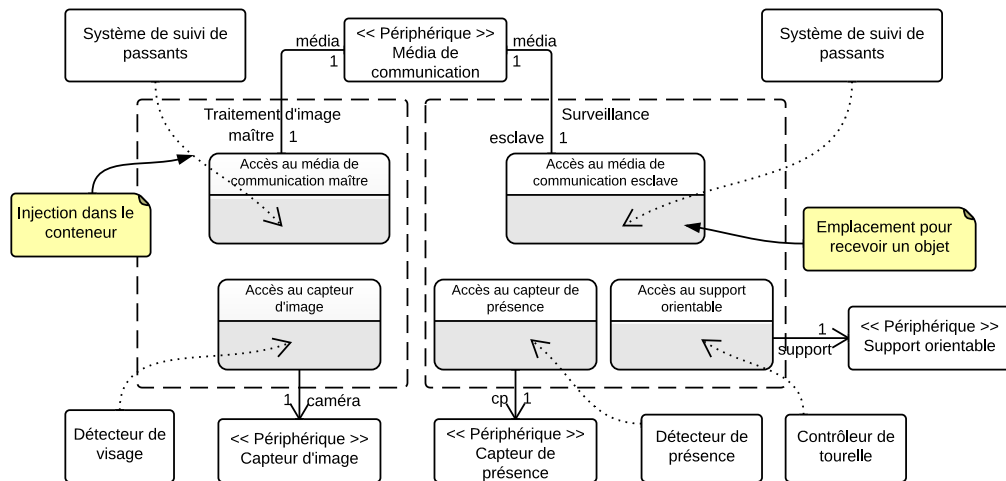 Système de suivi de
passants
média
1
<< Périphérique >>
Média de
communication
média
1
Système de suivi de
passants
Traitement d'image
maître
1
Surveillance
esclave
1
Accès au média de
communication maître
Accès au média de
communication esclave
Injection dans le
conteneur
Emplacement pour
recevoir un objet
Accès au capteur
d'image
Accès au capteur de
présence
Accès au support
orientable
1
support
<< Périphérique >>
Support orientable
1
caméra
cp
1
Détecteur de
visage
<< Périphérique >>
Capteur d'image
<< Périphérique >>
Capteur de
présence
Détecteur de
présence
Contrôleur de
tourelle